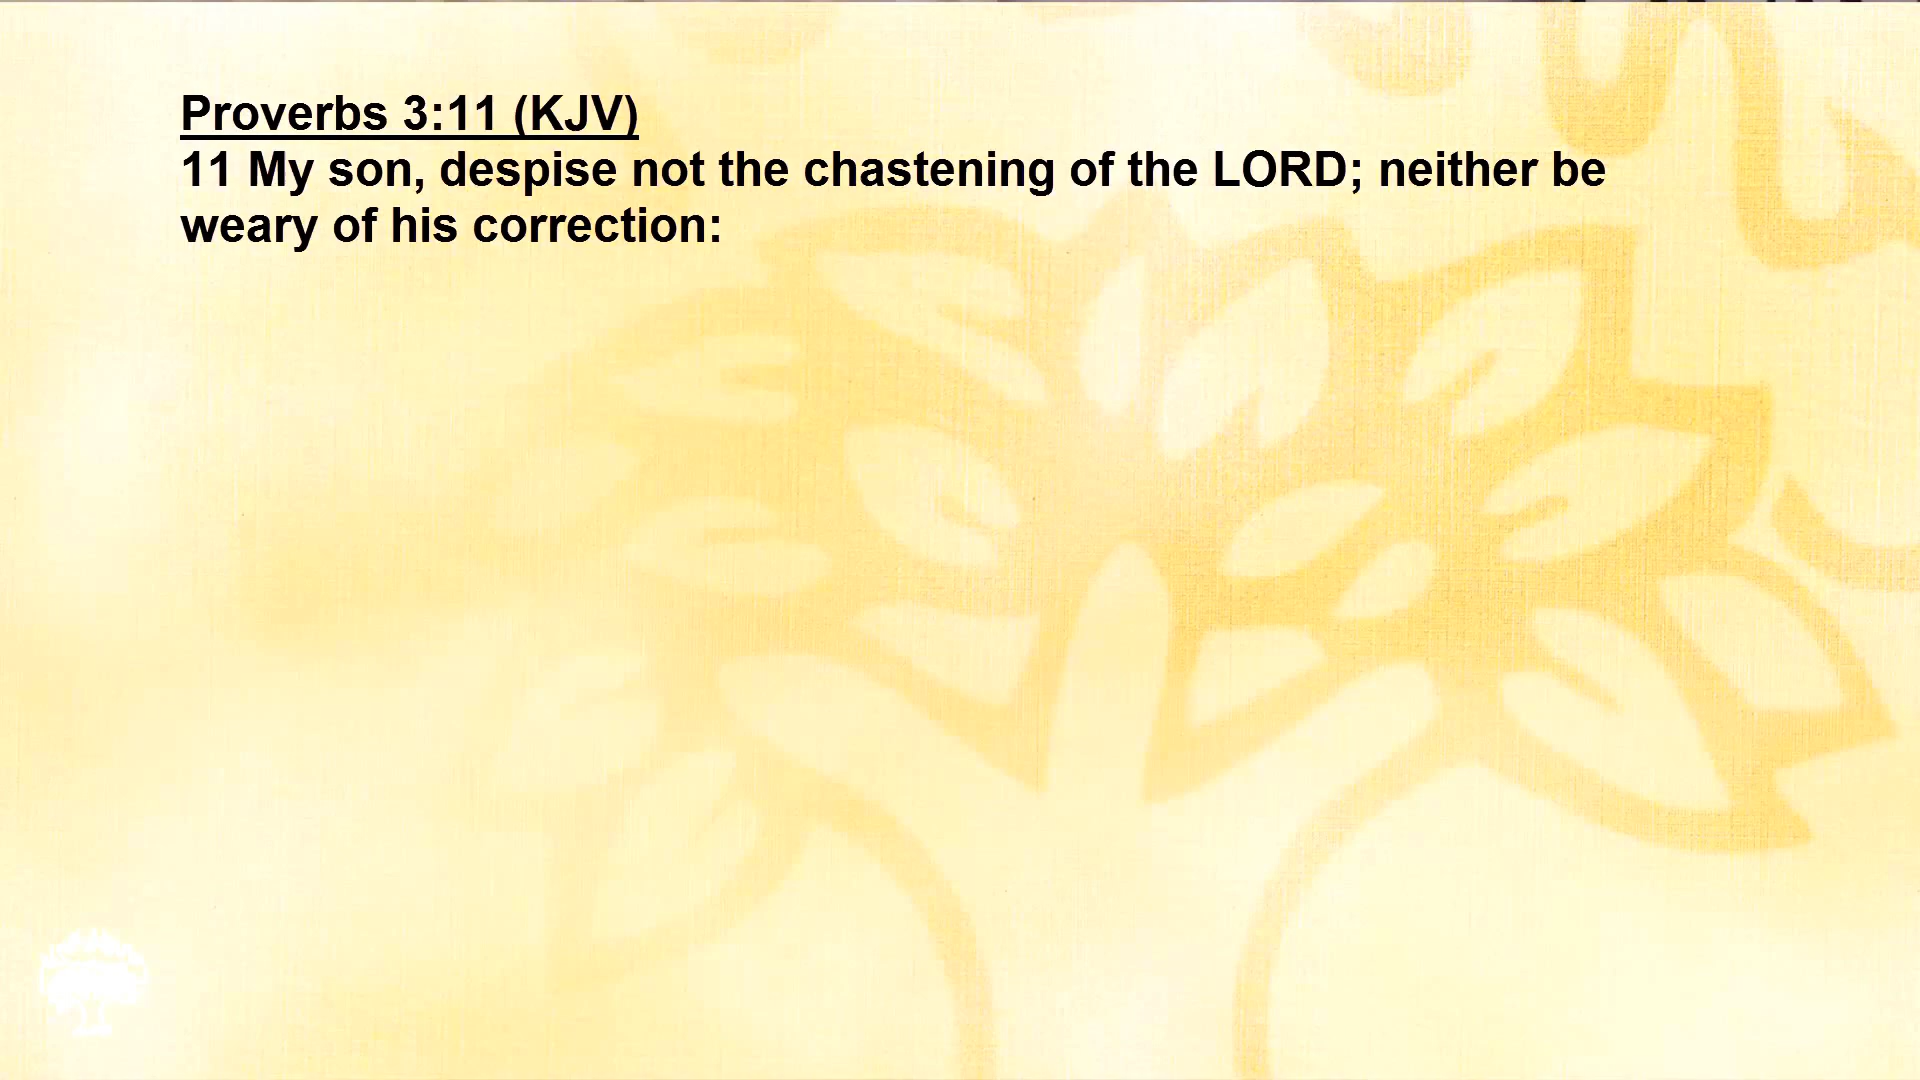 Proverbs 3:11 (KJV)
11 My son, despise not the chastening of the LORD; neither be
weary of his correction: